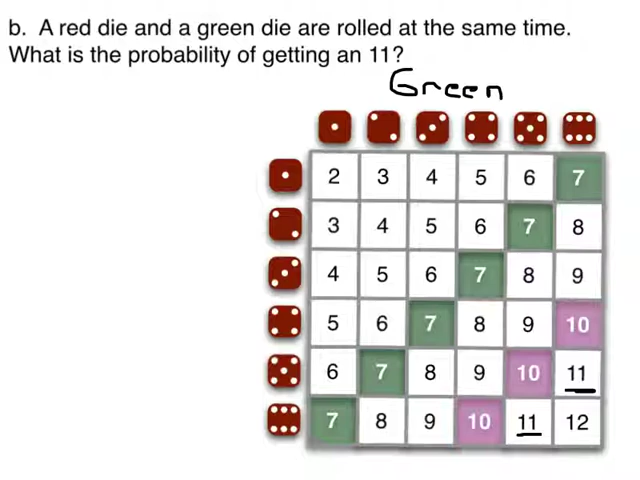 b. A red die and a green die are rolled at the same time.
What is the probability of getting an 11?
Green
2 3 4 5 6 7
3 4 5 6 7 8
4 5 6 7 8 9
5 6 7 8 9 10
6 7 8 9 10 11
7 8 9 10 11 12